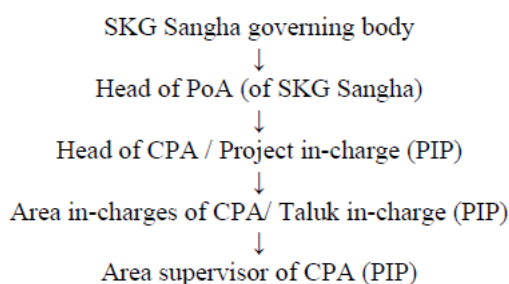 SKG Sangha governing body
↓
Head of PoA (of SKG Sangha)
↓
Head of CPA / Project in-charge (PIP)
↓
Area in-charges of CPA/ Taluk in-charge (PIP)
↓
Area supervisor of CPA (PIP)